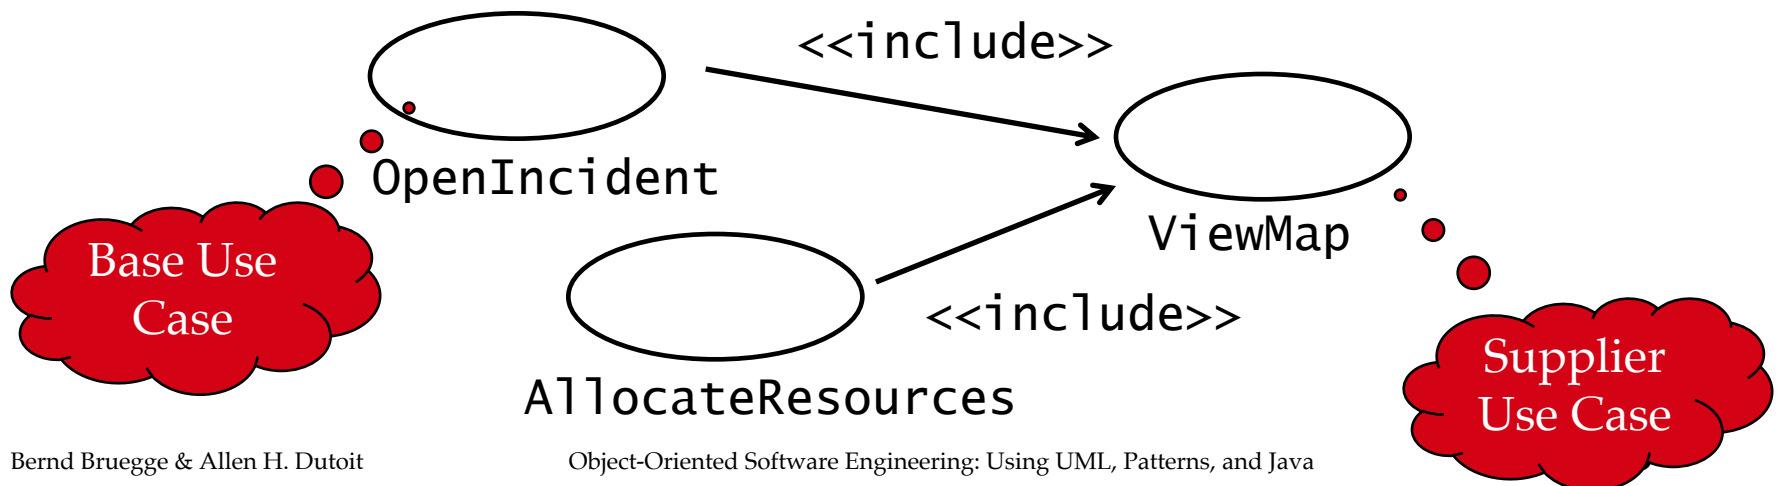 <<include>>
OpenIncident
ViewMap
Base Use
Case
<<include>>
AllocateResources
Supplier
Use Case
Bernd Bruegge & Allen H. Dutoit
Object-Oriented Software Engineering: Using UML, Patterns, and Java